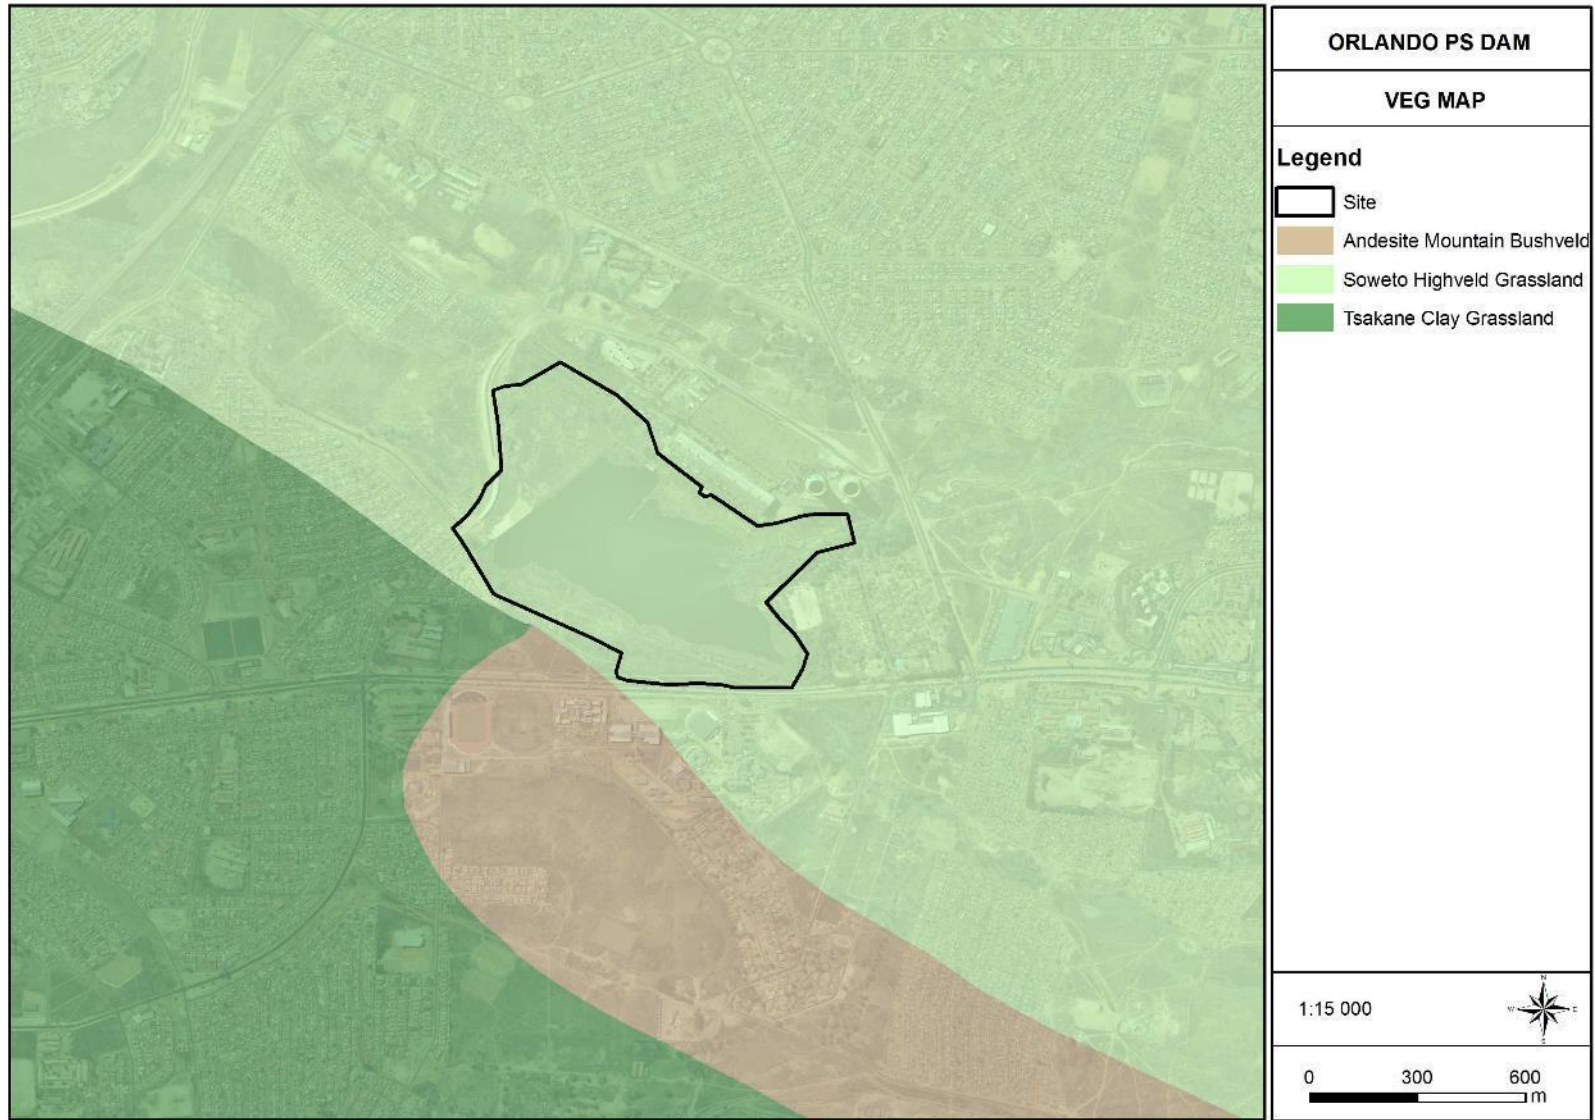 ORLANDO PS DAM
VEG MAP
Legend
Site
Andesite Mountain Bushveld
Soweto Highveld Grassland
Tsakane Clay Grassland
1:15 000
N
W E
S
0 300 600
m